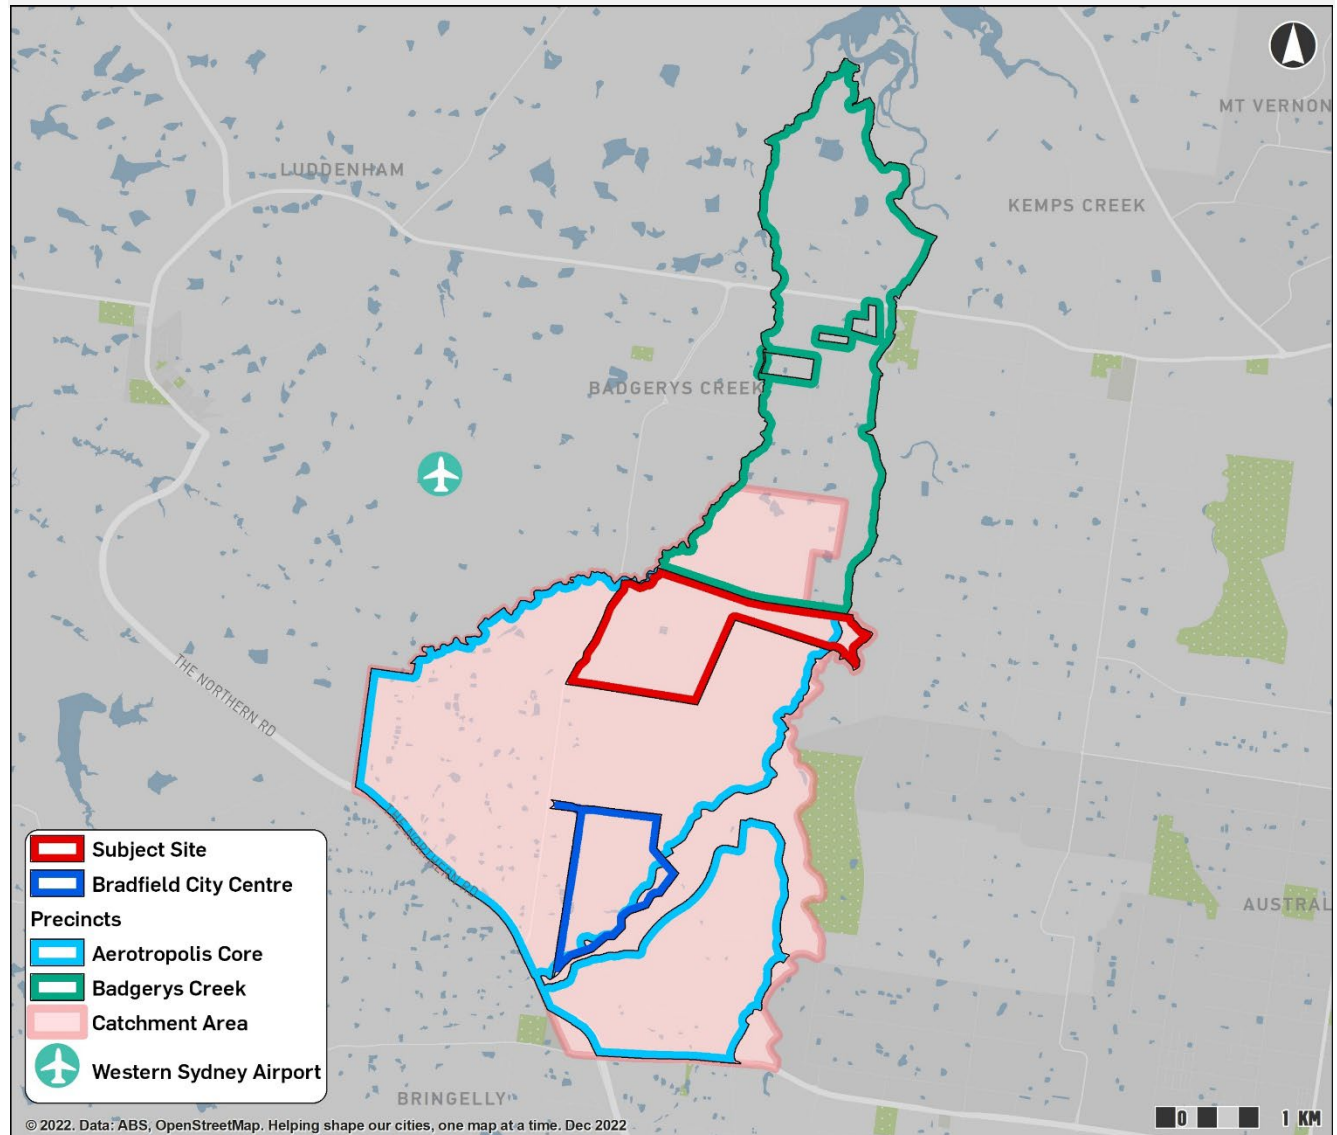 MT VERNON
LUDDENHAM
KEMPS CREEK
BADGERYS CREEK
THE NORTHERN RD
THE NORTHERN RD
Subject Site
Bradfield City Centre
Precincts
Aerotropolis Core
Badgerys Creek
Catchment Area
Western Sydney Airport
AUSTRAL
BRINGELLY
© 2022. Data: ABS, OpenStreetMap. Helping shape our cities, one map at a time. Dec 2022
0 1 KM